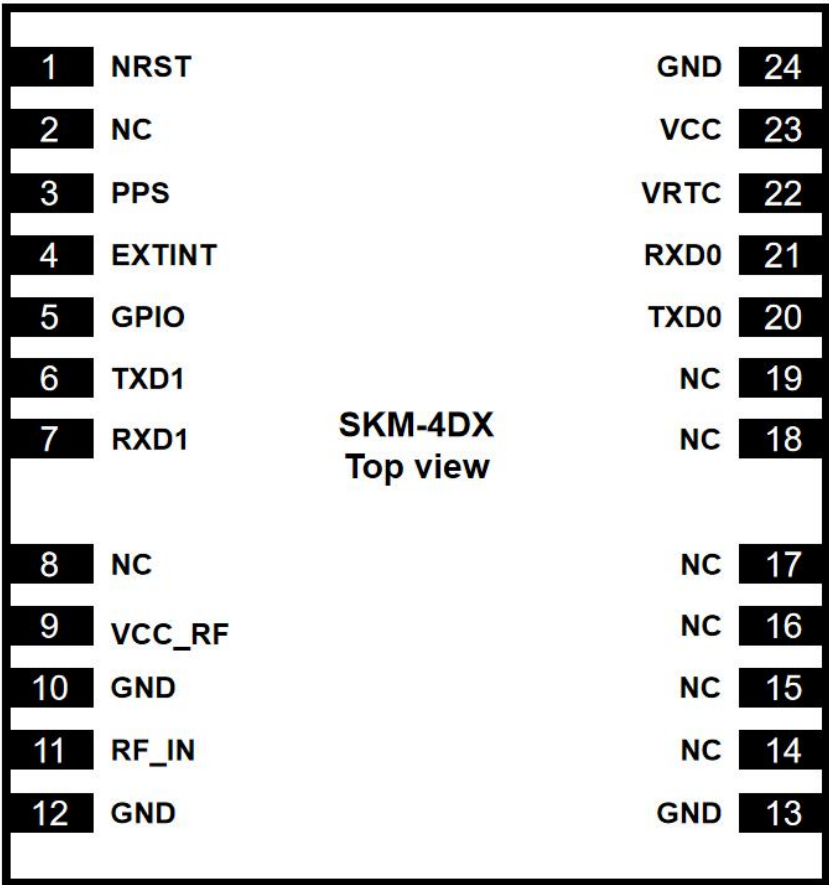 1 NRST GND 24
2 NC VCC 23
3 PPS VRTC 22
4 EXTINT RXD0 21
5 GPIO TXD0 20
6 TXD1 NC 19
7 RXD1 NC 18
SKM-4DX
Top view
8 NC NC 17
9 VCC_RF NC 16
10 GND NC 15
11 RF_IN NC 14
12 GND GND 13